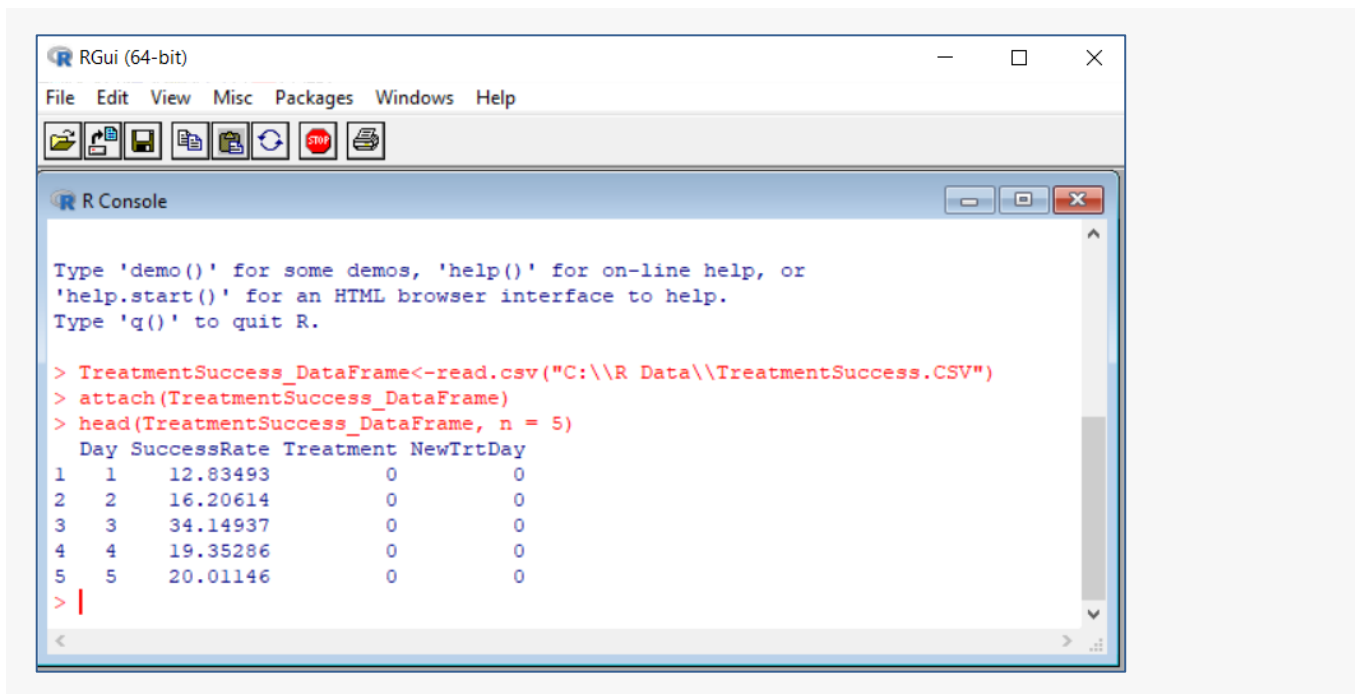 RGui (64-bit)
File Edit View Misc Packages Windows Help
STOP
R Console
Type 'demo()' for some demos, 'help()' for on-line help, or
'help.start()' for an HTML browser interface to help.
Type 'q()' to quit R.
> TreatmentSuccess_DataFrame<-read.csv("C:\\R Data\\TreatmentSuccess.CSV")
> attach(TreatmentSuccess_DataFrame)
> head(TreatmentSuccess_DataFrame, n = 5)
  Day SuccessRate Treatment NewTrtDay
1   1    12.83493         0         0
2   2    16.20614         0         0
3   3    34.14937         0         0
4   4    19.35286         0         0
5   5    20.01146         0         0
>